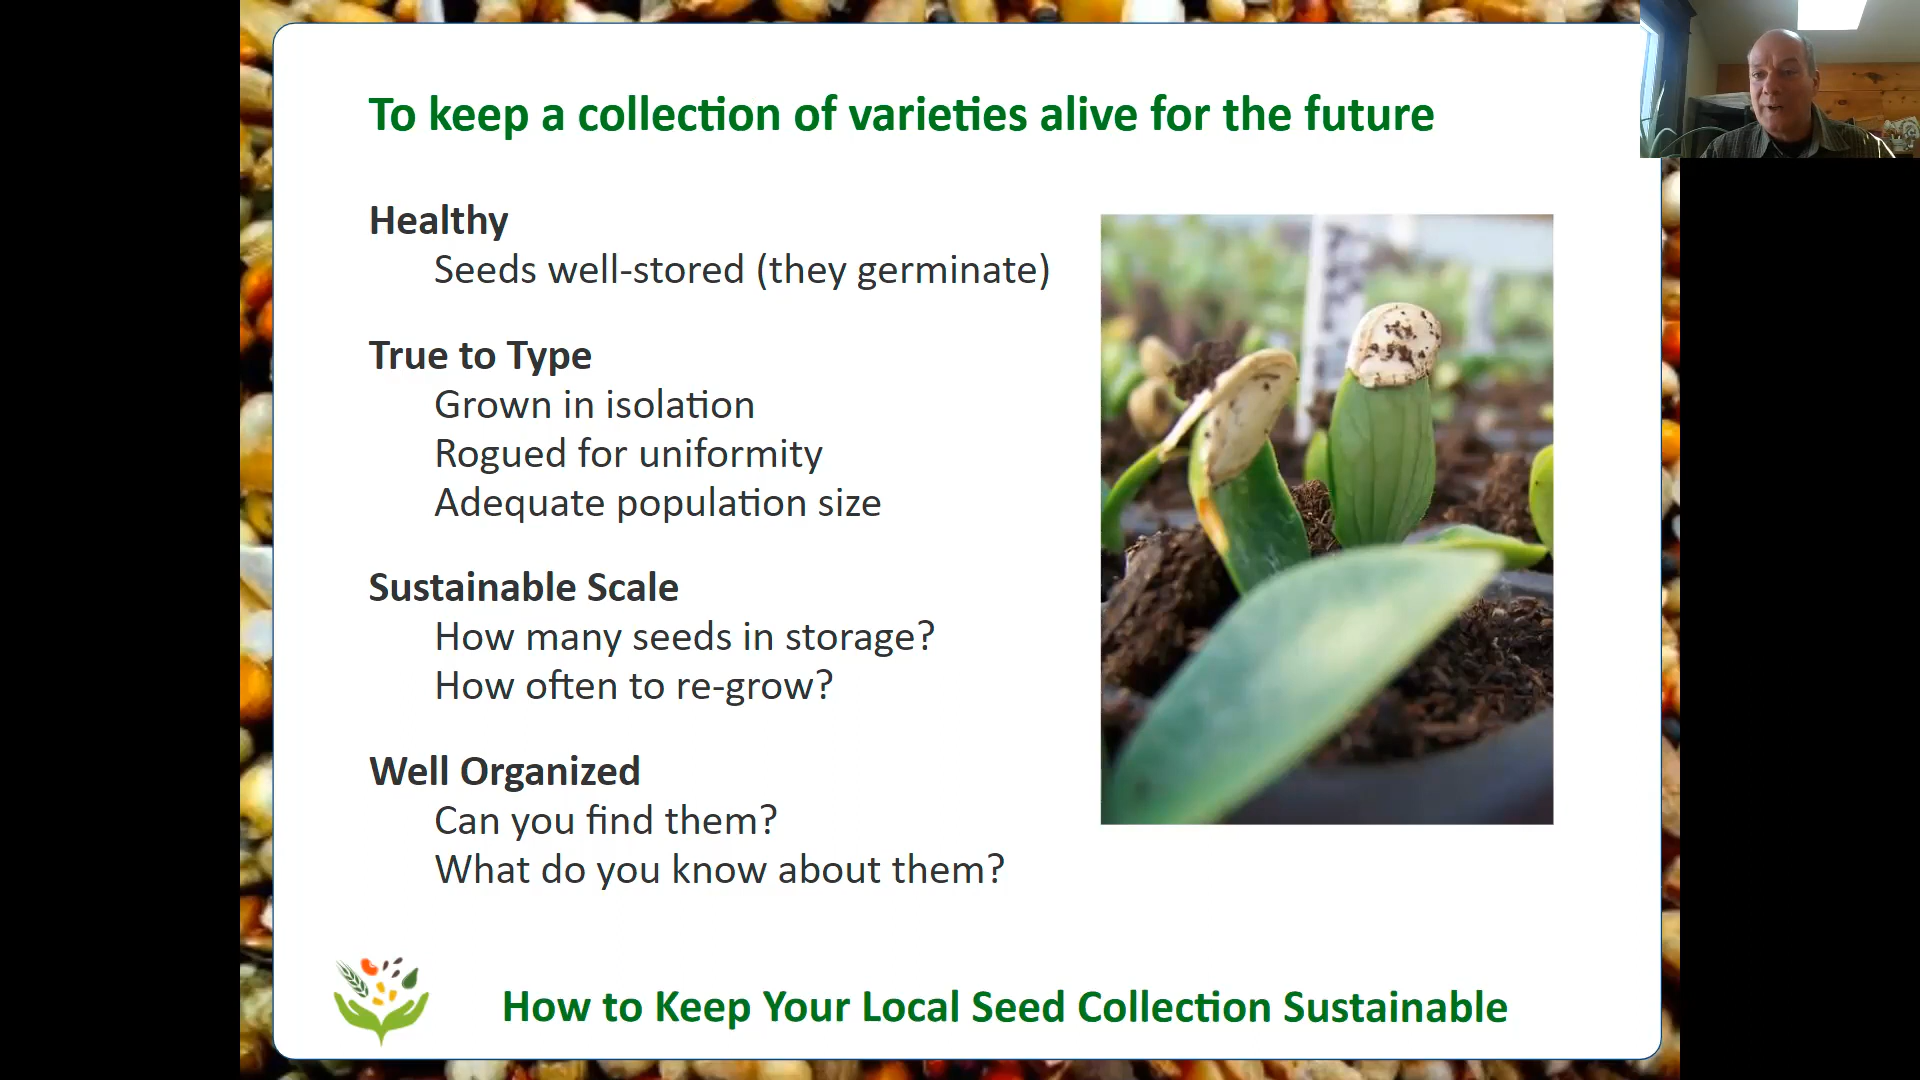 To keep a collection of varieties alive for the future
Healthy
Seeds well-stored (they germinate)
True to Type
Grown in isolation
Rogued for uniformity
Adequate population size
Sustainable Scale
How many seeds in storage?
How often to re-grow?
Well Organized
Can you find them?
What do you know about them?
How to Keep Your Local Seed Collection Sustainable